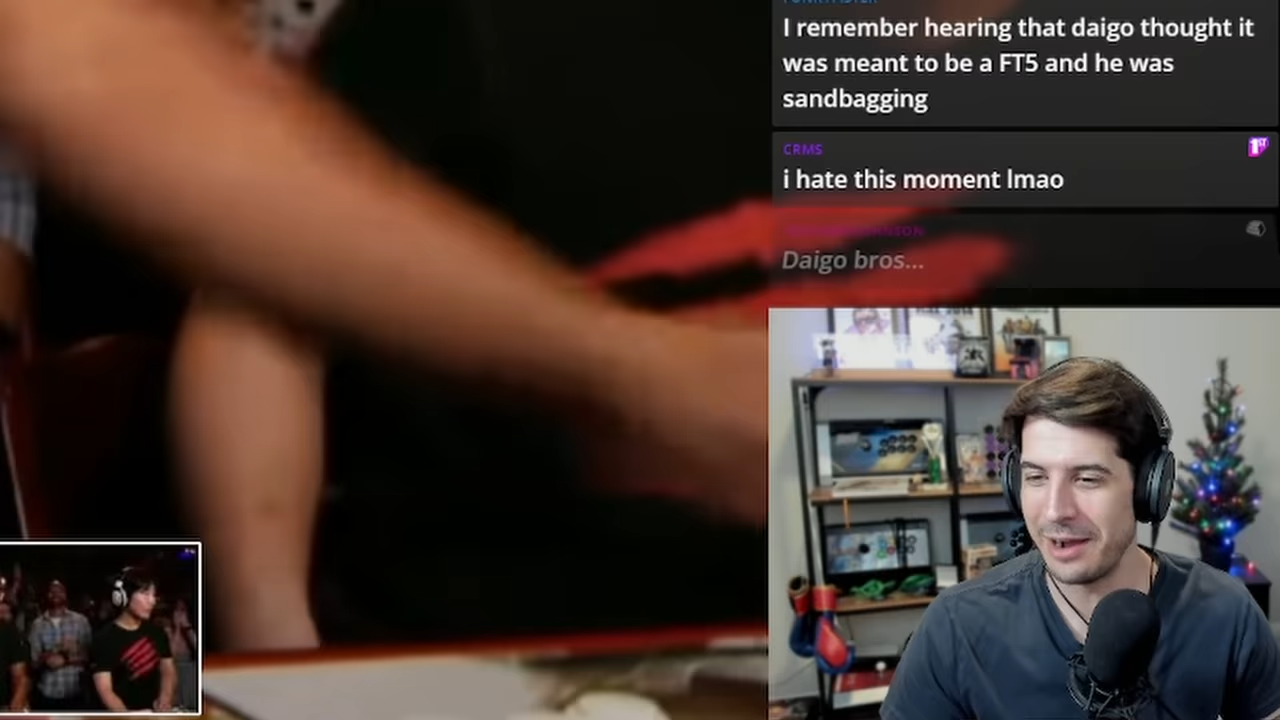 I remember hearing that daigo thought it
was meant to be a FT5 and he was
sandbagging
CRMS
i hate this moment lmao
Daigo bros...